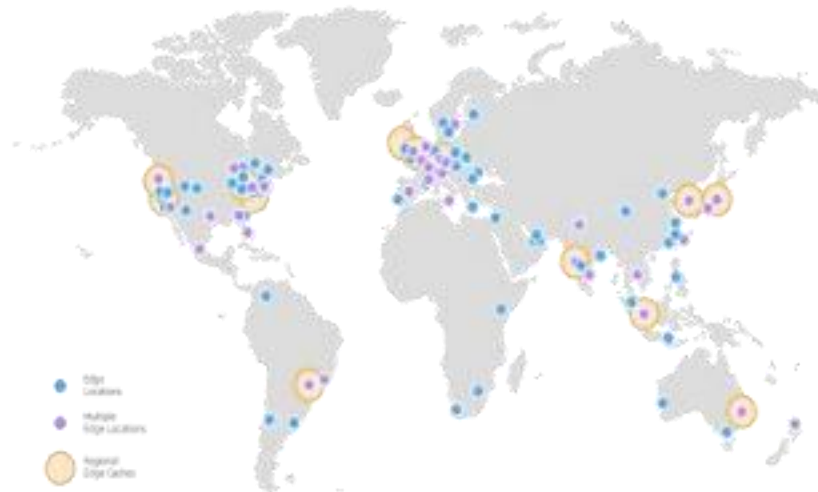 Edge
Locations
Multiple
Edge Locations
Regional
Edge Caches